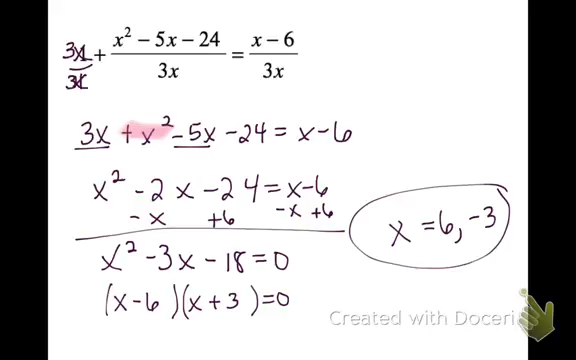 3x·1/3x + (x² − 5x − 24)/3x = (x − 6)/3x
3x + x² − 5x − 24 = x − 6
x² − 2x − 24 = x − 6
− x +6 − x + 6
x² − 3x − 18 = 0
(x − 6)(x + 3) = 0
x = 6, −3
Created with Doceri